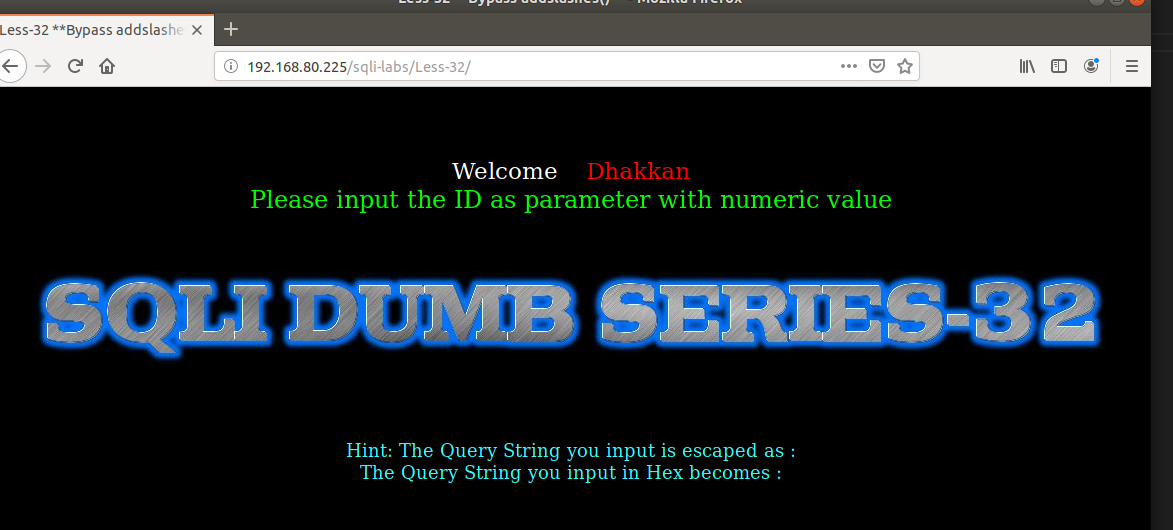 Less-32 **Bypass addslashes()** - Mozilla Firefox
Less-32 **Bypass addslashe
192.168.80.225/sqli-labs/Less-32/
Welcome Dhakkan
Please input the ID as parameter with numeric value
SQLI DUMB SERIES-32
Hint: The Query String you input is escaped as :
The Query String you input in Hex becomes :